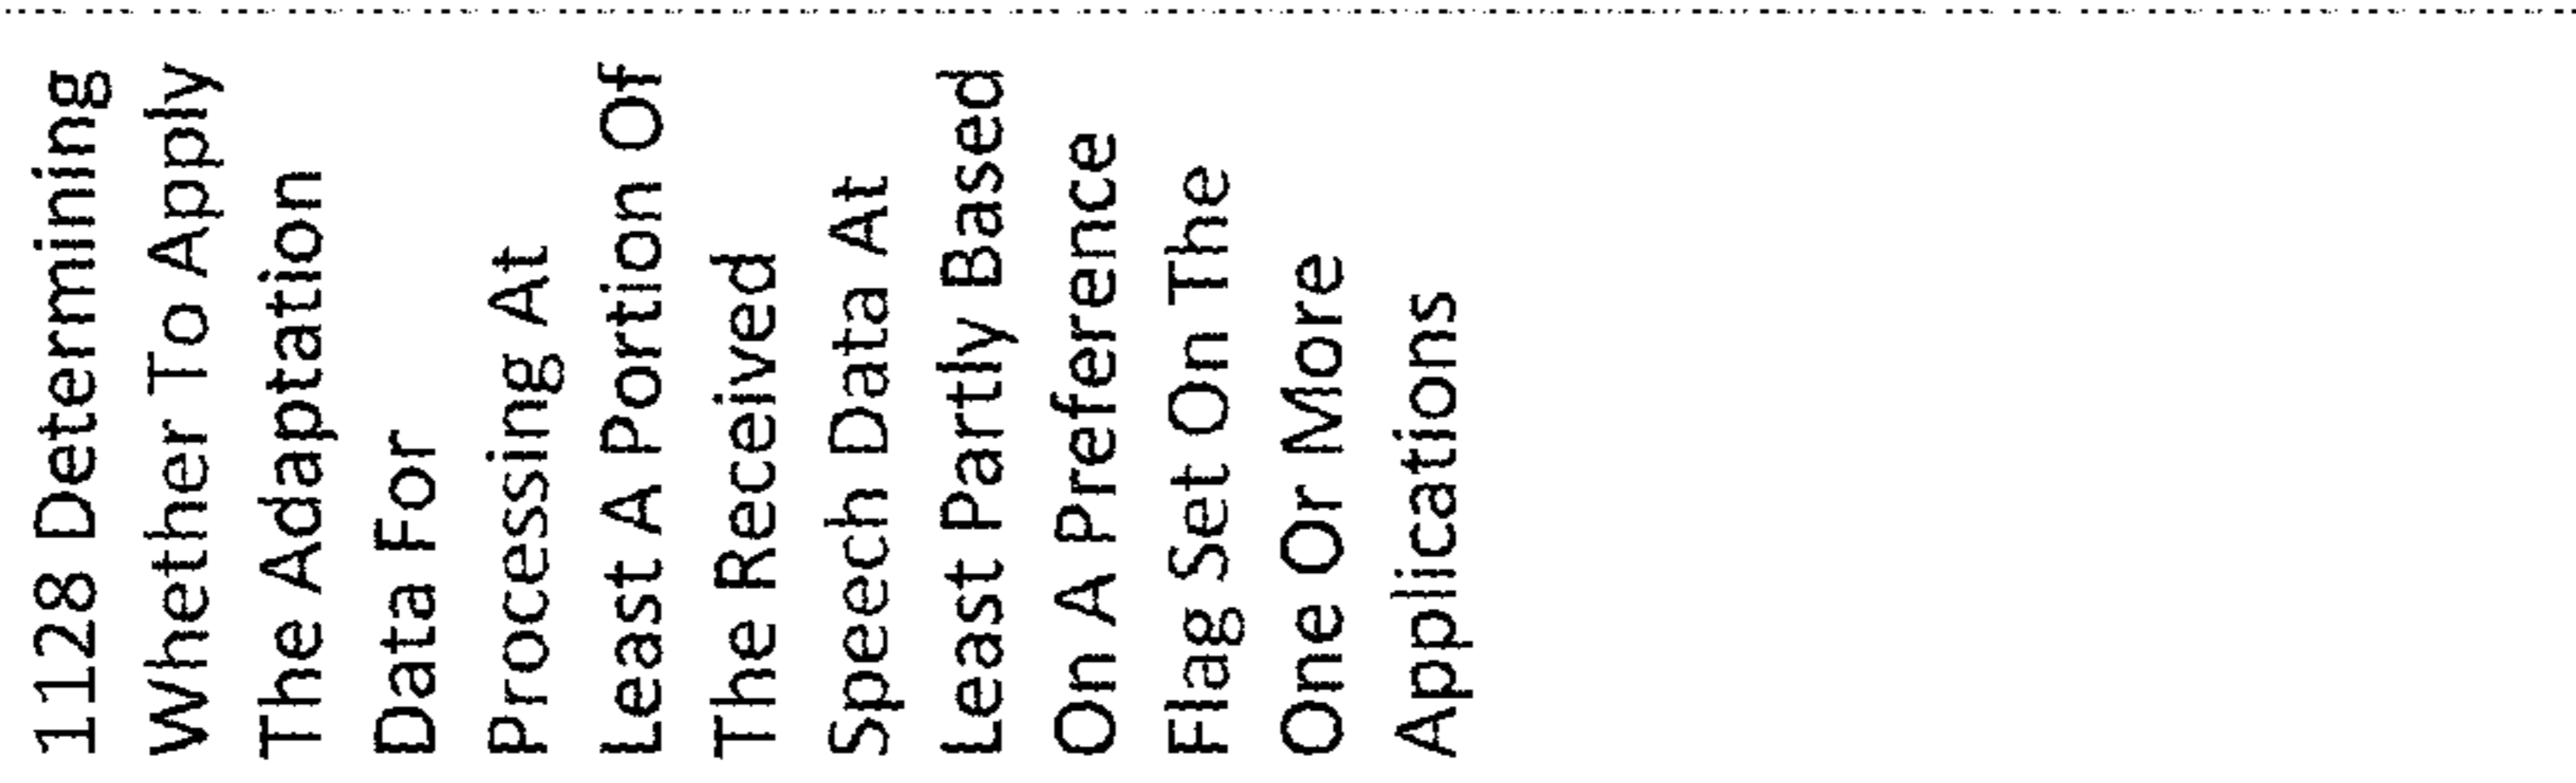 1128 Determining
Whether To Apply
The Adaptation
Data For
Processing At
Least A Portion Of
The Received
Speech Data At
Least Partly Based
On A Preference
Flag Set On The
One Or More
Applications